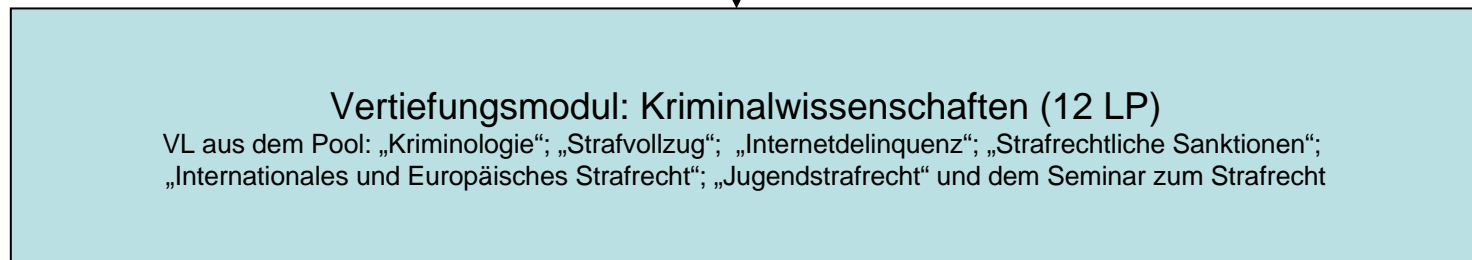 Vertiefungsmodul: Kriminalwissenschaften (12 LP)
VL aus dem Pool: „Kriminologie“; „Strafvollzug“;  „Internetdelinquenz“; „Strafrechtliche Sanktionen“;
„Internationales und Europäisches Strafrecht“; „Jugendstrafrecht“ und dem Seminar zum Strafrecht